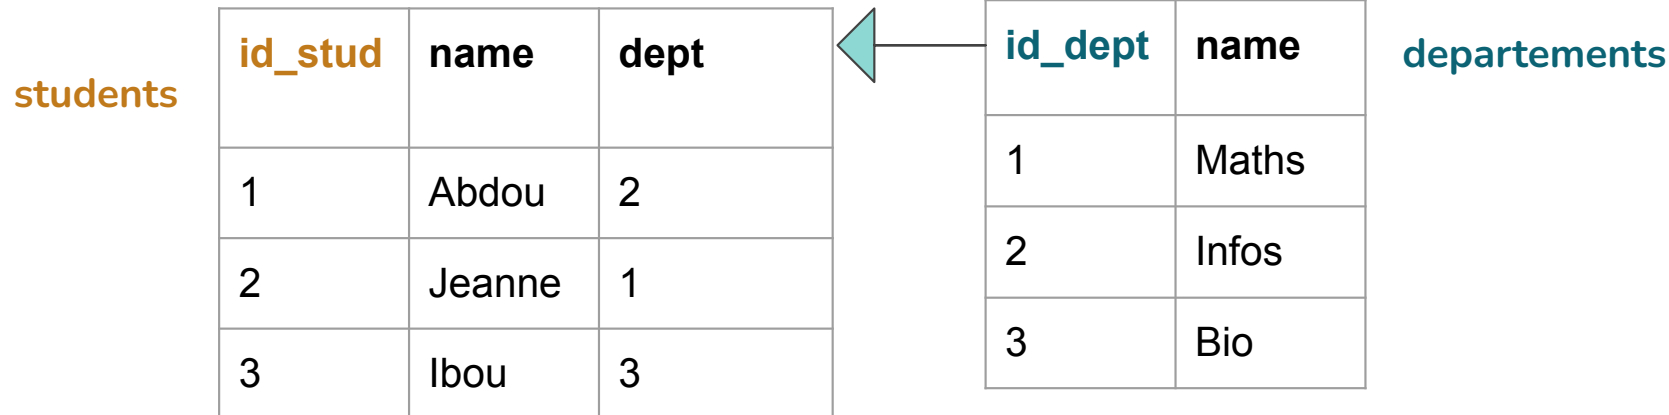 students
id_stud name dept
1 Abdou 2
2 Jeanne 1
3 Ibou 3
id_dept name
1 Maths
2 Infos
3 Bio
departements